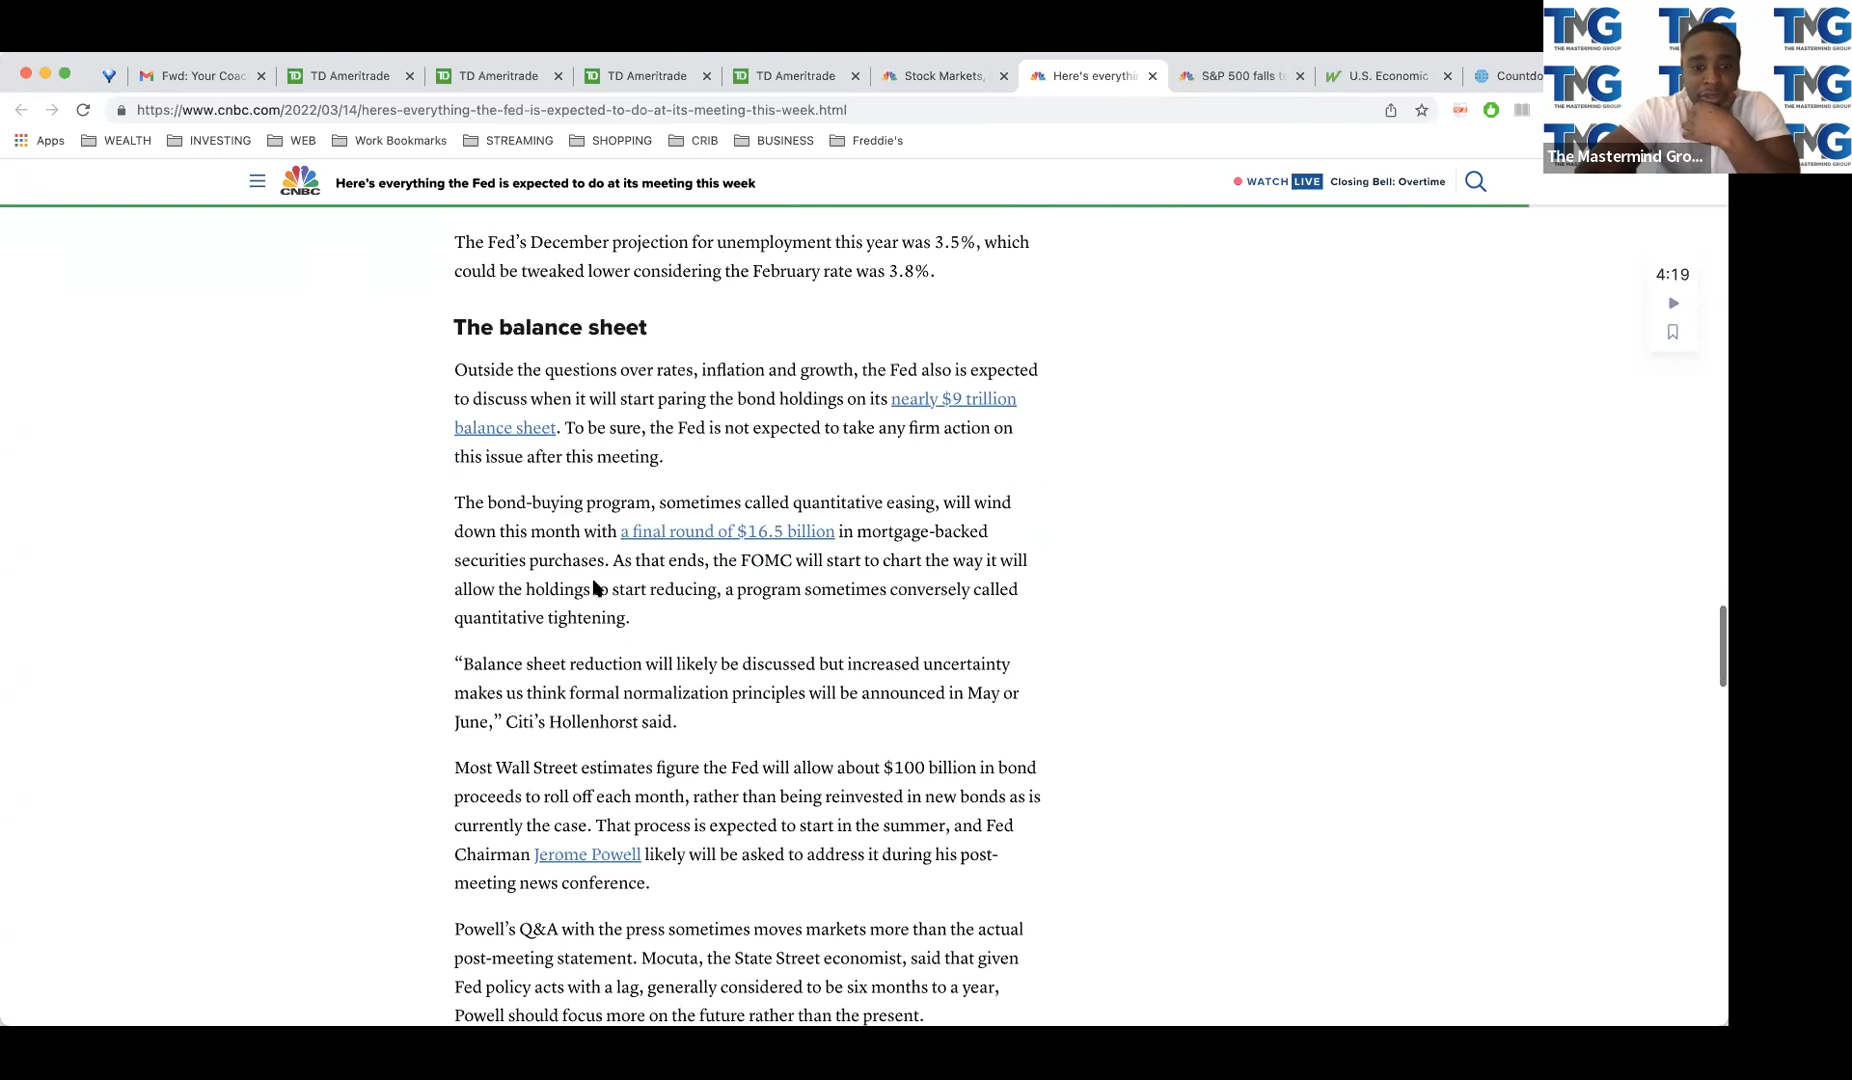 Fwd: Your Coac
TD Ameritrade
TD Ameritrade
TD Ameritrade
TD Ameritrade
Stock Markets,
Here's everythi
S&P 500 falls t
U.S. Economic
Countdo
https://www.cnbc.com/2022/03/14/heres-everything-the-fed-is-expected-to-do-at-its-meeting-this-week.html
Apps
WEALTH
INVESTING
WEB
Work Bookmarks
STREAMING
SHOPPING
CRIB
BUSINESS
Freddie's
TMG
THE MASTERMIND GROUP
The Mastermind Gro...
CNBC
Here's everything the Fed is expected to do at its meeting this week
WATCH LIVE Closing Bell: Overtime
4:19
The Fed's December projection for unemployment this year was 3.5%, which
could be tweaked lower considering the February rate was 3.8%.
The balance sheet
Outside the questions over rates, inflation and growth, the Fed also is expected
to discuss when it will start paring the bond holdings on its nearly $9 trillion
balance sheet. To be sure, the Fed is not expected to take any firm action on
this issue after this meeting.
The bond-buying program, sometimes called quantitative easing, will wind
down this month with a final round of $16.5 billion in mortgage-backed
securities purchases. As that ends, the FOMC will start to chart the way it will
allow the holdings to start reducing, a program sometimes conversely called
quantitative tightening.
“Balance sheet reduction will likely be discussed but increased uncertainty
makes us think formal normalization principles will be announced in May or
June,” Citi's Hollenhorst said.
Most Wall Street estimates figure the Fed will allow about $100 billion in bond
proceeds to roll off each month, rather than being reinvested in new bonds as is
currently the case. That process is expected to start in the summer, and Fed
Chairman Jerome Powell likely will be asked to address it during his post-
meeting news conference.
Powell's Q&A with the press sometimes moves markets more than the actual
post-meeting statement. Mocuta, the State Street economist, said that given
Fed policy acts with a lag, generally considered to be six months to a year,
Powell should focus more on the future rather than the present.